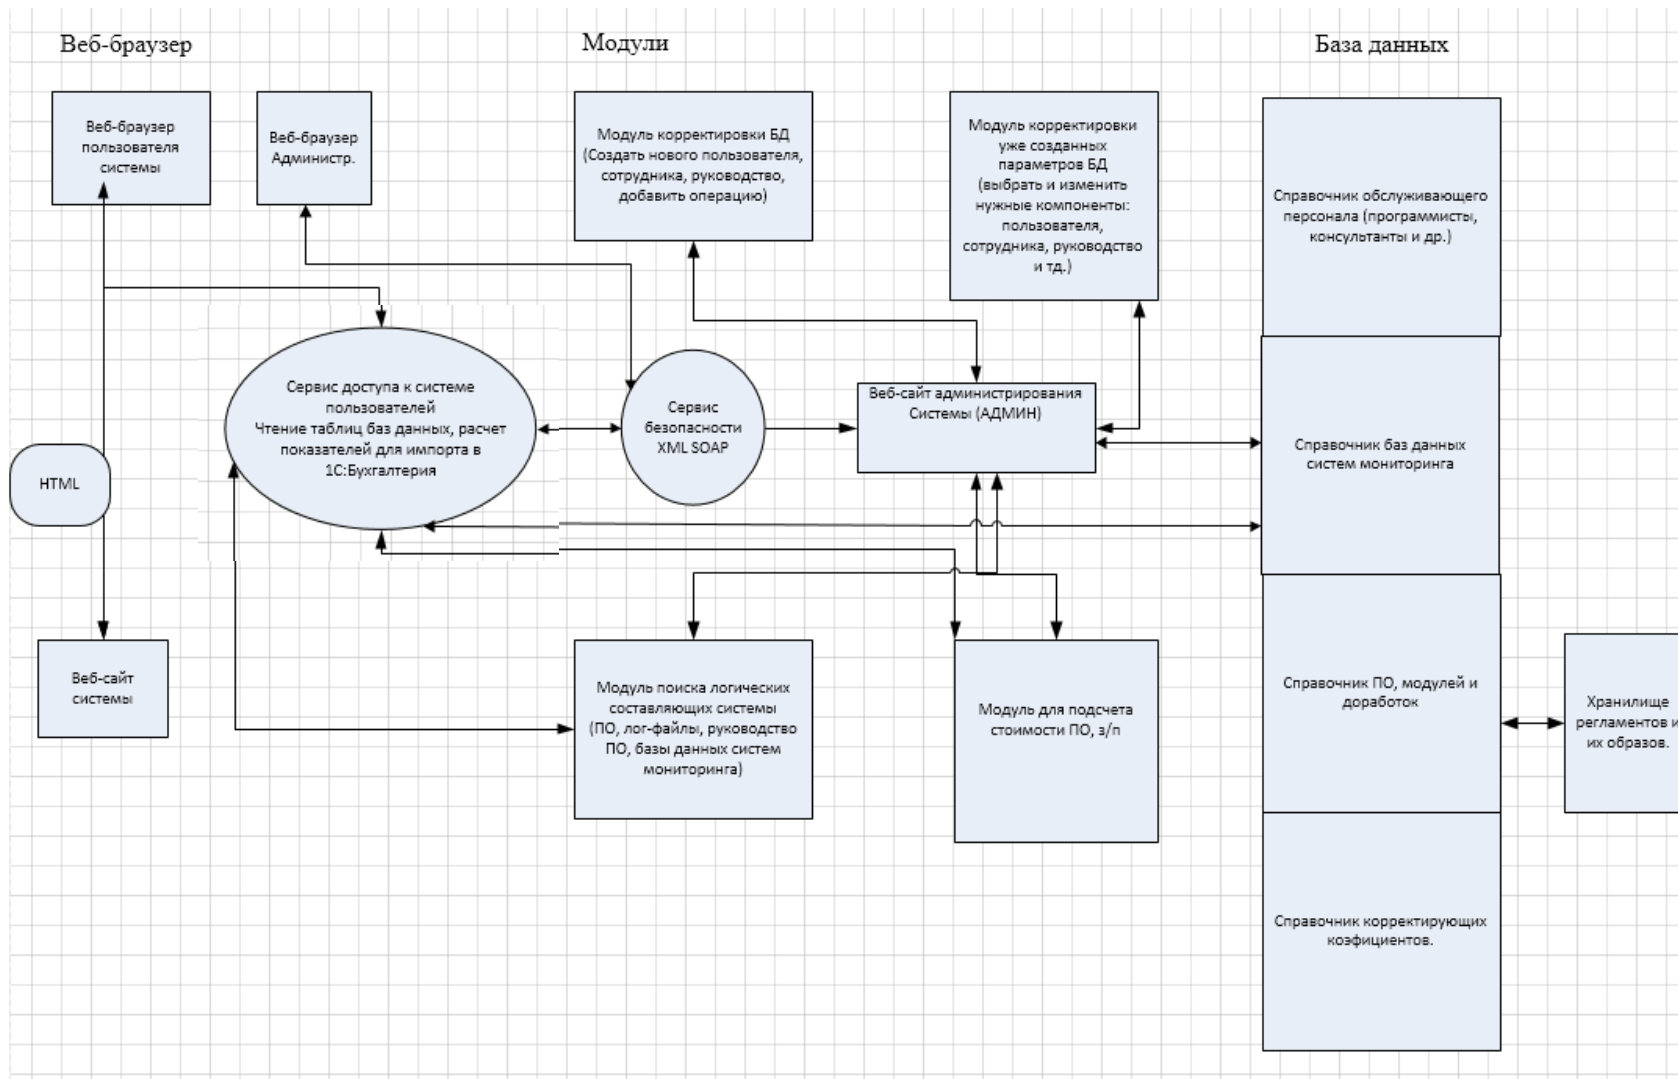 Веб-браузер
Модули
База данных
Веб-браузер
пользователя
системы
Веб-браузер
Администр.
Модуль корректировки БД
(Создать нового пользователя,
сотрудника, руководство,
добавить операцию)
Модуль корректировки
уже созданных
параметров БД
(выбрать и изменить
нужные компоненты:
пользователя,
сотрудника, руководство
и тд.)
Справочник обслуживающего
персонала (программисты,
консультанты и др.)
Сервис доступа к системе
пользователей
Чтение таблиц баз данных, расчет
показателей для импорта в
1С:Бухгалтерия
Сервис
безопасности
XML SOAP
Веб-сайт администрирования
Системы (АДМИН)
Справочник баз данных
систем мониторинга
HTML
Веб-сайт
системы
Модуль поиска логических
составляющих системы
(ПО, лог-файлы, руководство
ПО, базы данных систем
мониторинга)
Модуль для подсчета
стоимости ПО, з/п
Справочник ПО, модулей и
доработок
Хранилище
регламентов и
их образов.
Справочник корректирующих
коэфициентов.